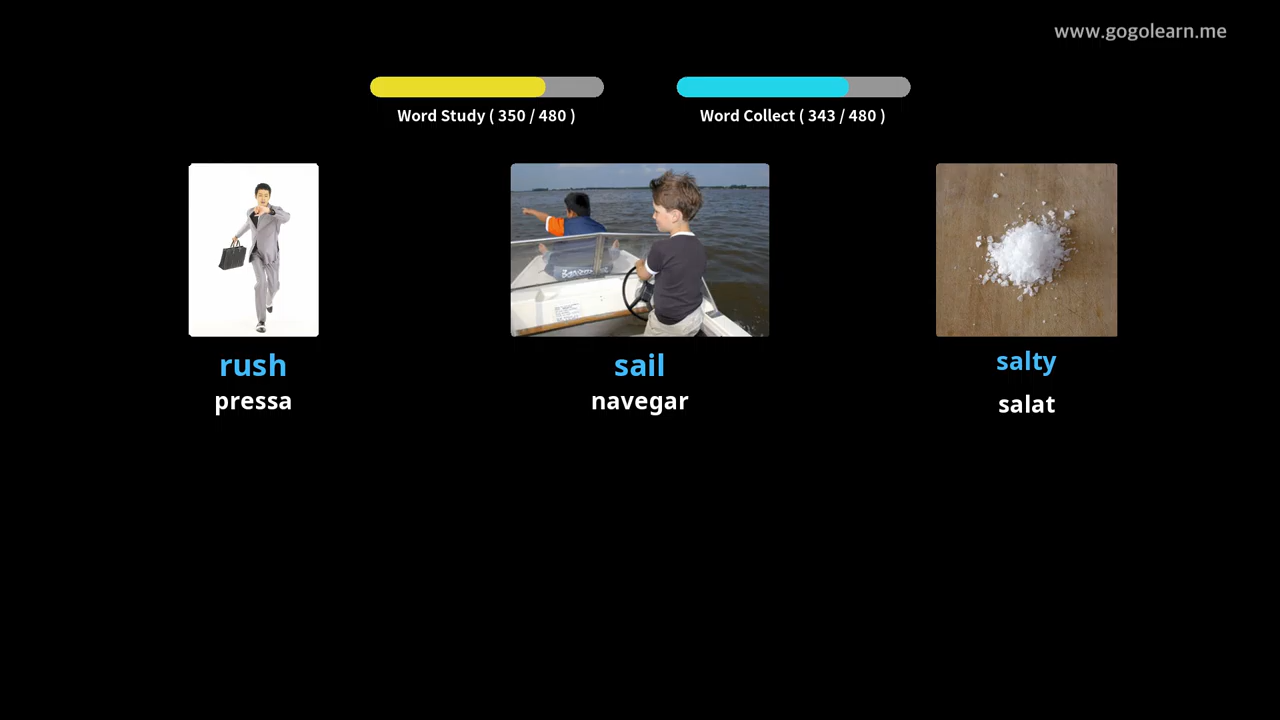 www.gogolearn.me
Word Study ( 350 / 480 )
Word Collect ( 343 / 480 )
rush
pressa
sail
navegar
salty
salat